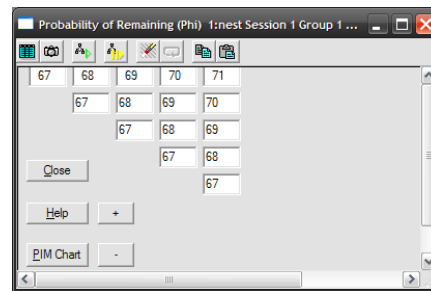 Probability of Remaining (Phi) 1:nest Session 1 Group 1 ...
67 68 69 70 71
67 68 69 70
67 68 69
67 68
Close
67
Help +
PIM Chart -